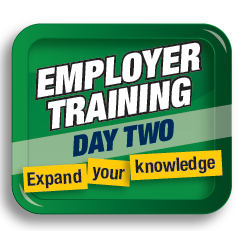 EMPLOYER
TRAINING
DAY TWO
Expand your knowledge